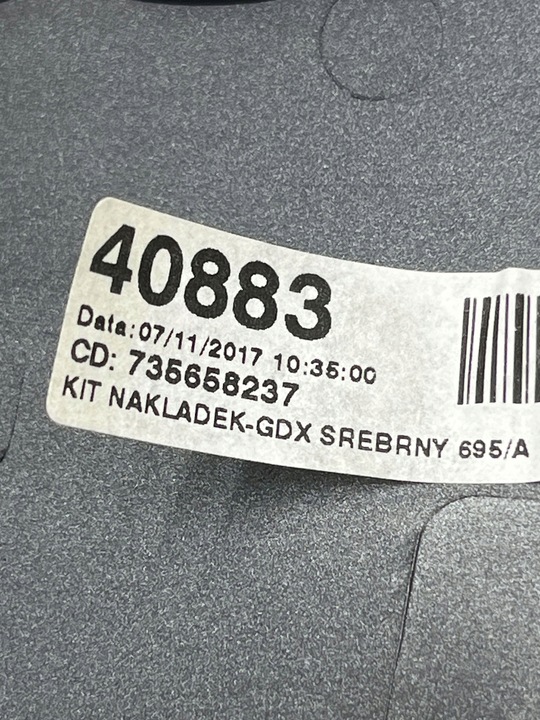 40883
Data:07/11/2017 10:35:00
CD: 735658237
KIT NAKLADEK-GDX SREBRNY 695/A